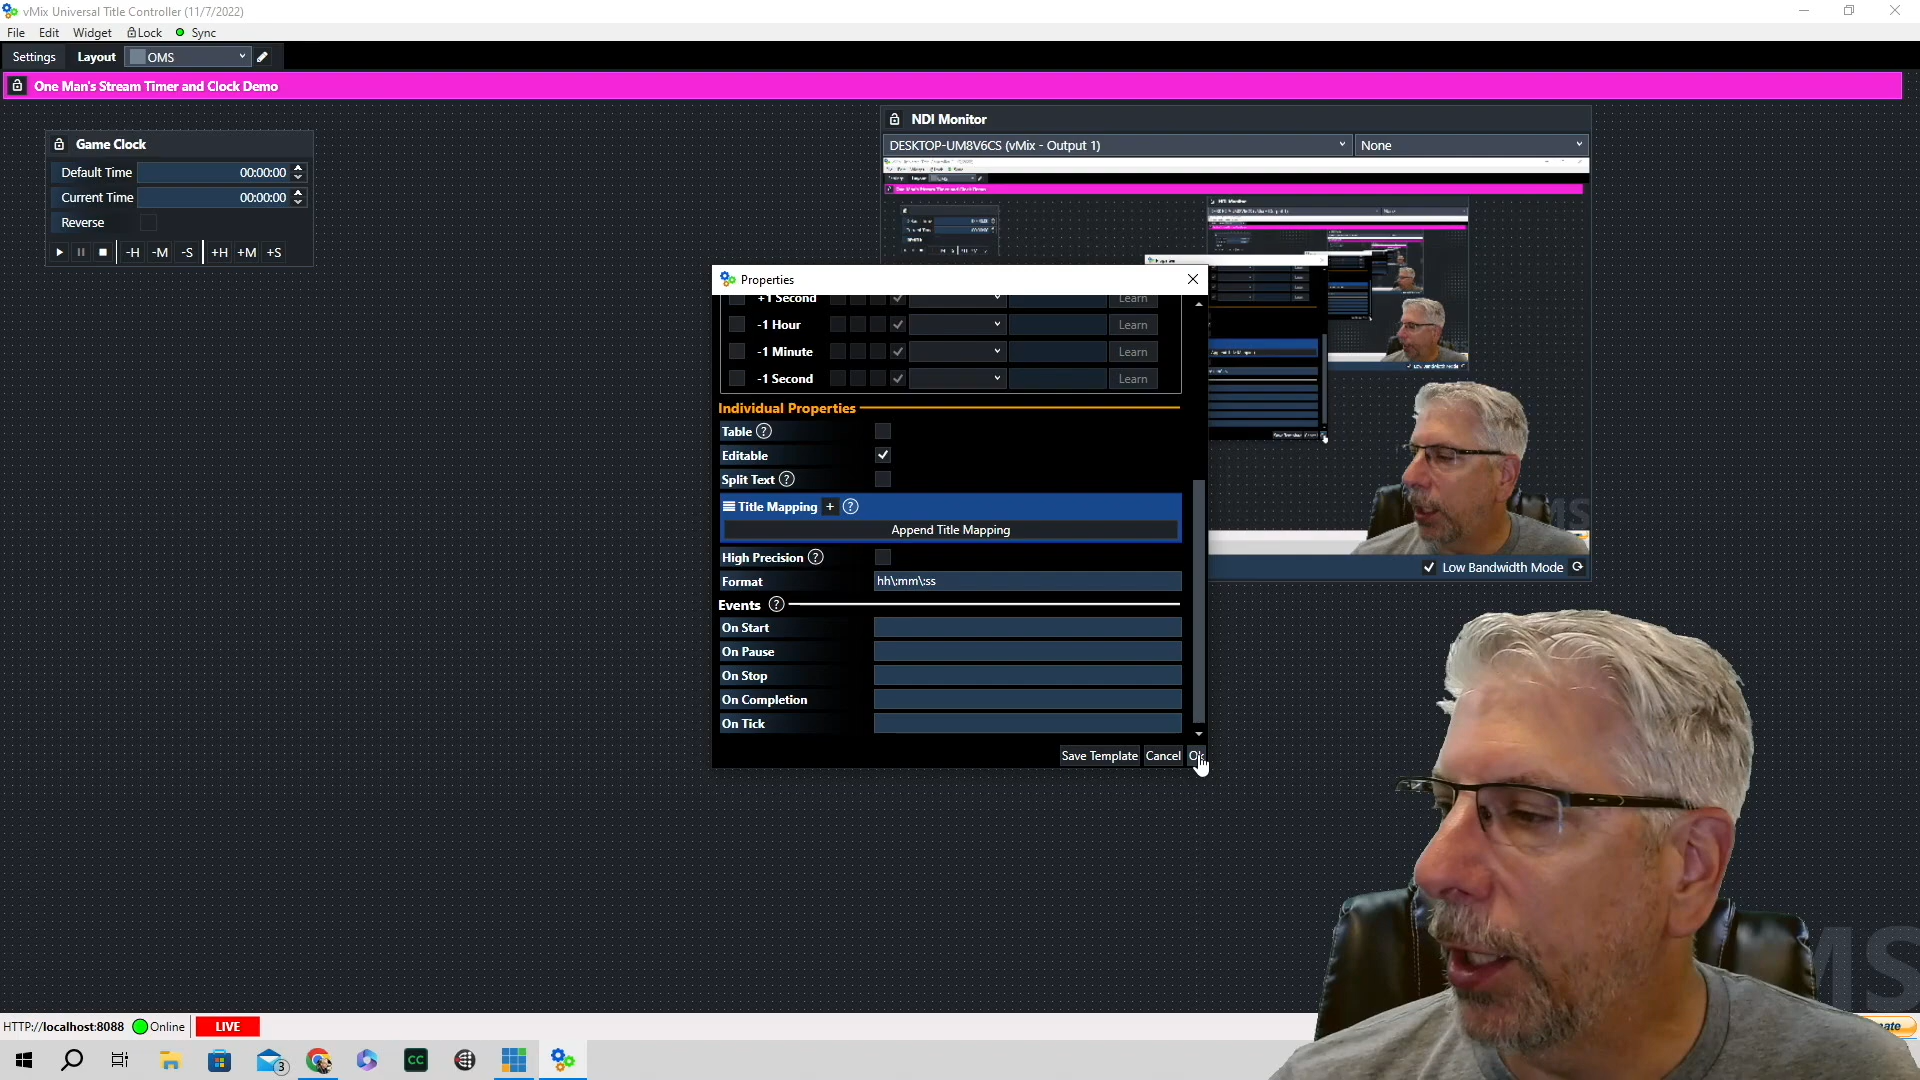 vMix Universal Title Controller (11/7/2022)
File Edit Widget Lock Sync
Settings Layout OMS
One Man's Stream Timer and Clock Demo
Game Clock
Default Time 00:00:00
Current Time 00:00:00
Reverse
-H -M -S +H +M +S
NDI Monitor
DESKTOP-UM8V6CS (vMix - Output 1) None
Low Bandwidth Mode
Properties
+1 Second Learn
-1 Hour Learn
-1 Minute Learn
-1 Second Learn
Individual Properties
Table ?
Editable
Split Text ?
Title Mapping + ?
Append Title Mapping
High Precision ?
Format hh\:mm\:ss
Events ?
On Start
On Pause
On Stop
On Completion
On Tick
Save Template Cancel Ok
HTTP://localhost:8088 Online LIVE
CC
3